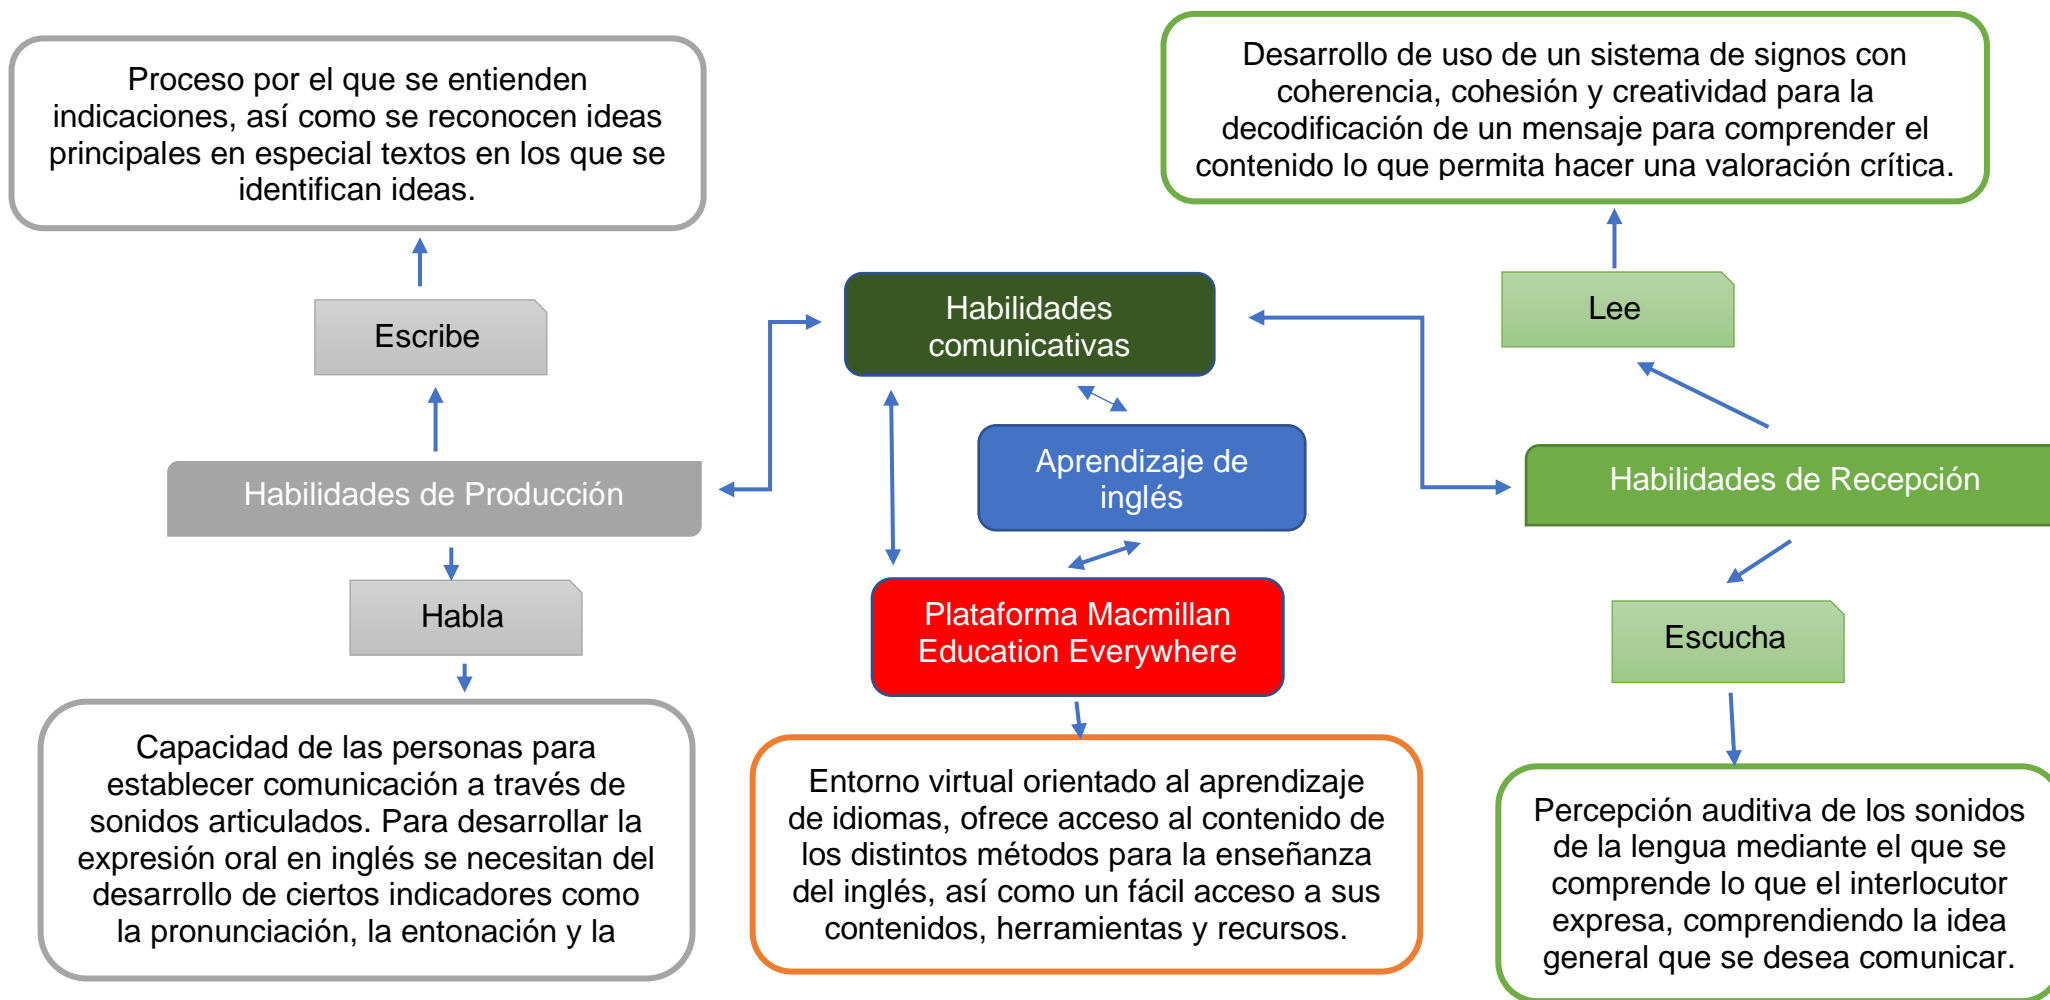 Proceso por el que se entienden
indicaciones, así como se reconocen ideas
principales en especial textos en los que se
identifican ideas.
Desarrollo de uso de un sistema de signos con
coherencia, cohesión y creatividad para la
decodificación de un mensaje para comprender el
contenido lo que permita hacer una valoración crítica.
Escribe
Habilidades
comunicativas
Lee
Habilidades de Producción
Aprendizaje de
inglés
Habilidades de Recepción
Habla
Plataforma Macmillan
Education Everywhere
Escucha
Capacidad de las personas para
establecer comunicación a través de
sonidos articulados. Para desarrollar la
expresión oral en inglés se necesitan del
desarrollo de ciertos indicadores como
la pronunciación, la entonación y la
Entorno virtual orientado al aprendizaje
de idiomas, ofrece acceso al contenido de
los distintos métodos para la enseñanza
del inglés, así como un fácil acceso a sus
contenidos, herramientas y recursos.
Percepción auditiva de los sonidos
de la lengua mediante el que se
comprende lo que el interlocutor
expresa, comprendiendo la idea
general que se desea comunicar.